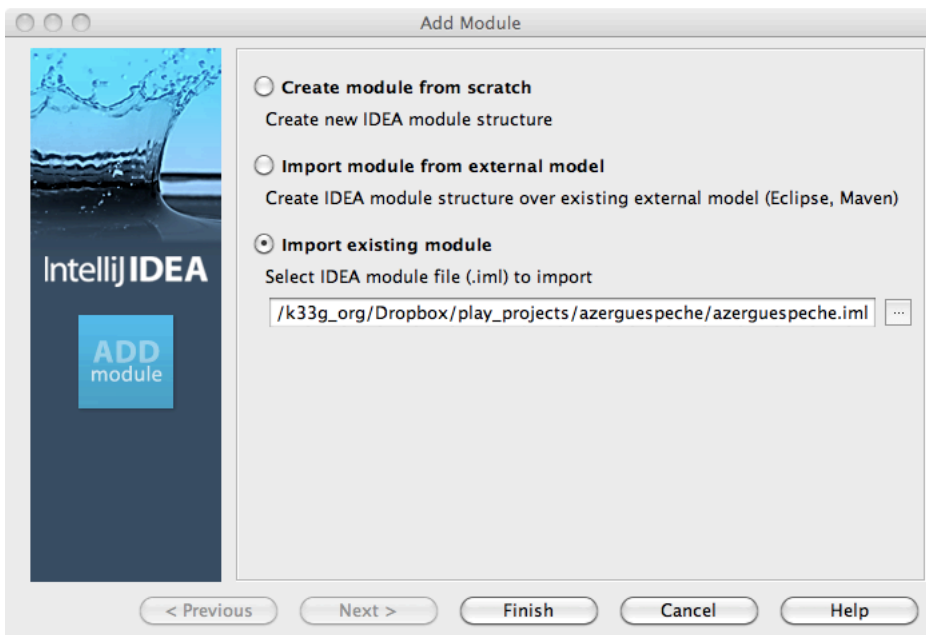 Add Module
Create module from scratch
Create new IDEA module structure
Import module from external model
Create IDEA module structure over existing external model (Eclipse, Maven)
Import existing module
Select IDEA module file (.iml) to import
/k33g_org/Dropbox/play_projects/azerguespeche/azerguespeche.iml
...
IntelliJ IDEA
ADD
module
< Previous
Next >
Finish
Cancel
Help